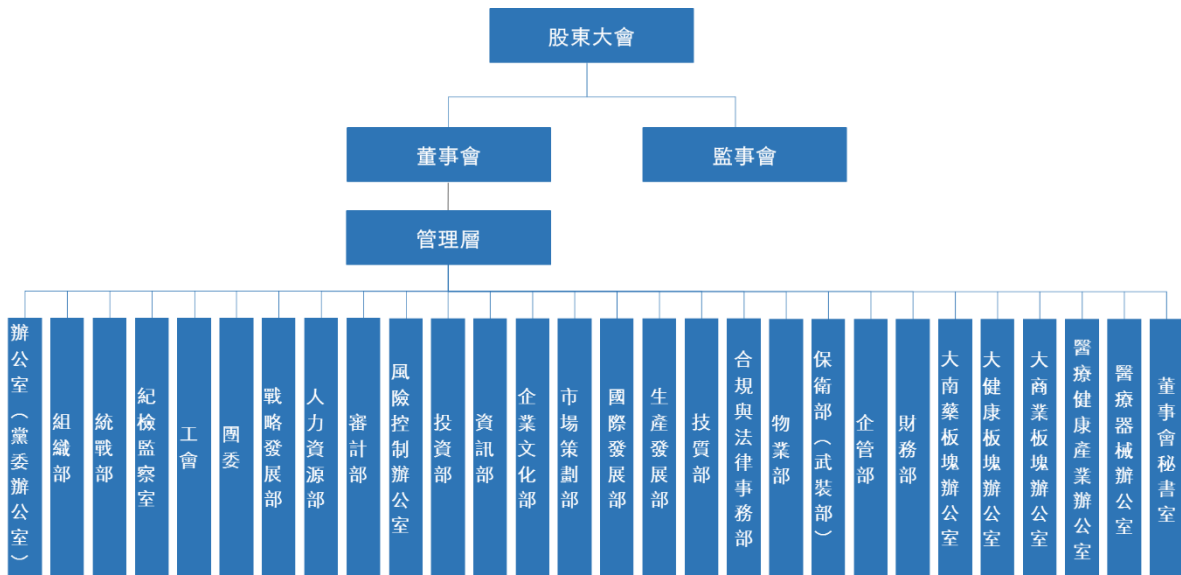 股東大會
董事會
監事會
管理層
辦公室（黨委辦公室）
組織部
統戰部
紀檢監察室
工會
團委
戰略發展部
人力資源部
審計部
風險控制辦公室
投資部
資訊部
企業文化部
市場策劃部
國際發展部
生產發展部
技質部
合規與法律事務部
物業部
保衛部（武裝部）
企管部
財務部
大南藥板塊辦公室
大健康板塊辦公室
大商業板塊辦公室
醫療健康產業辦公室
醫療器械辦公室
董事會秘書室